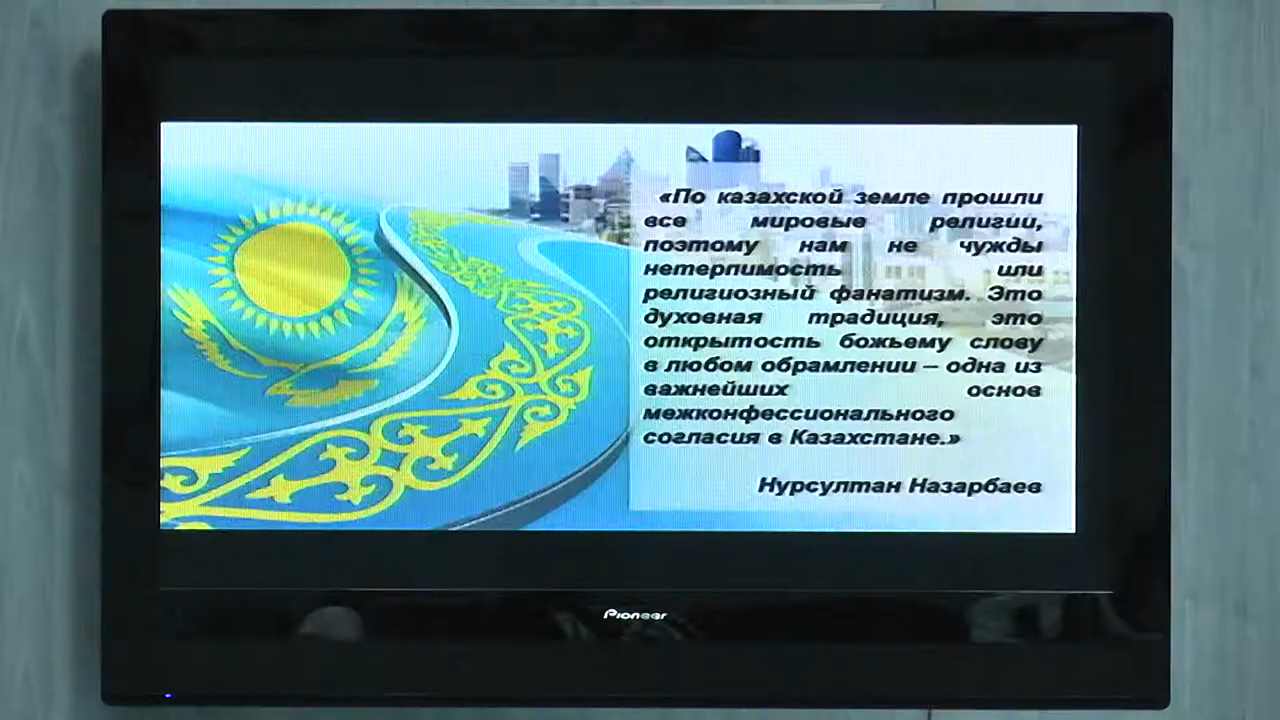 «По казахской земле прошли
все мировые религии,
поэтому нам не чужды
нетерпимость или
религиозный фанатизм. Это
духовная традиция, это
открытость божьему слову
в любом обрамлении – одна из
важнейших основ
межконфессионального
согласия в Казахстане.»
Нурсултан Назарбаев
Pioneer